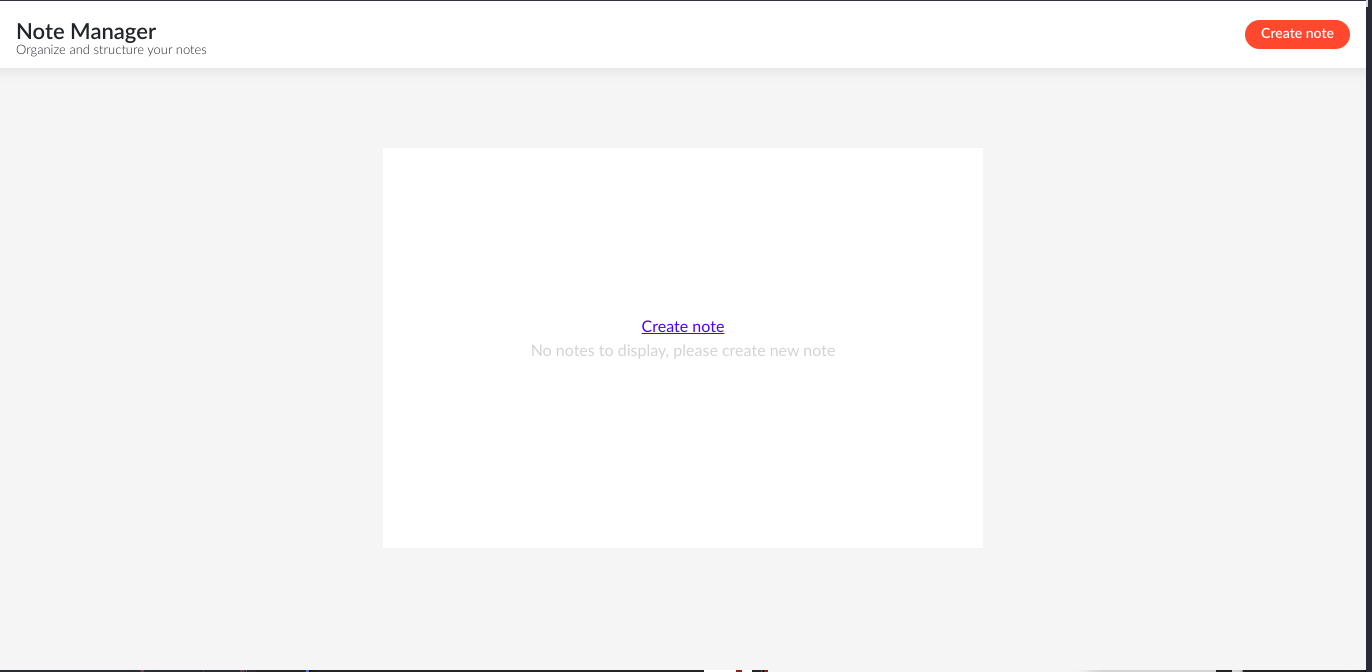 Note Manager
Organize and structure your notes
Create note
Create note
No notes to display, please create new note